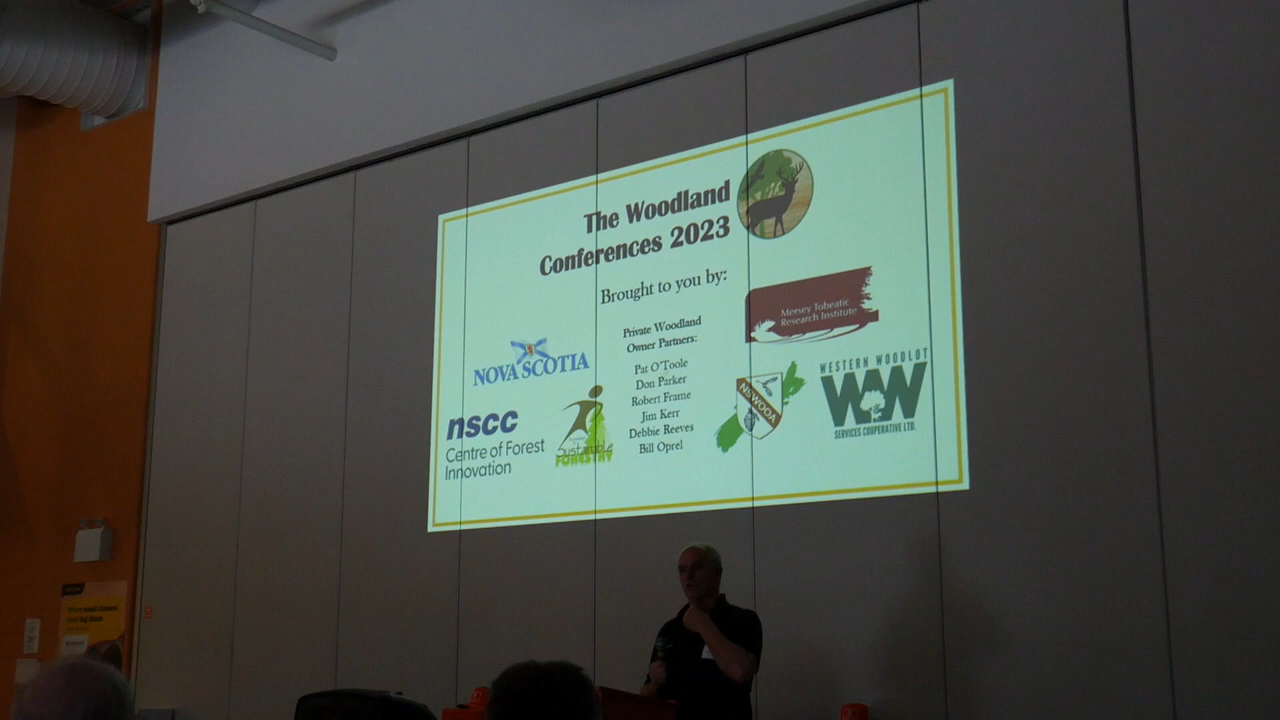 The Woodland
Conferences 2023
Brought to you by:
Mersey Tobeatic
Research Institute
NOVA SCOTIA
Private Woodland
Owner Partners:
Pat O'Toole
Don Parker
Robert Frame
Jim Kerr
Debbie Reeves
Bill Oprel
nscc
Centre of Forest
Innovation
Sustainable
FORESTRY
NSWOOA
WESTERN WOODLOT
WW
SERVICES COOPERATIVE LTD.